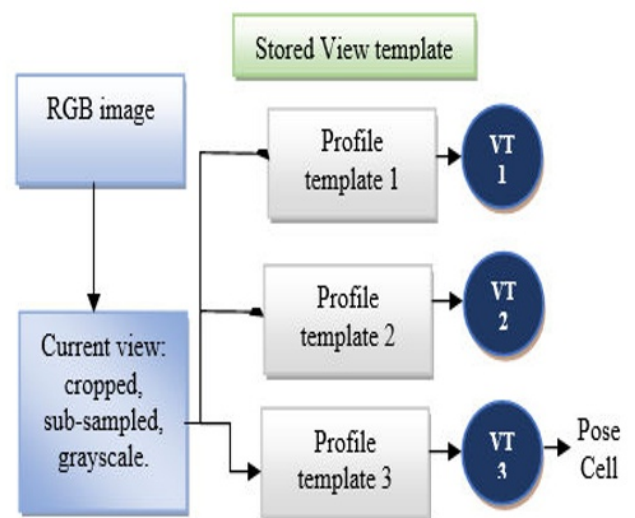 Stored View template
RGB image
Profile
template 1
VT
1
Profile
template 2
VT
2
Current view:
cropped,
sub-sampled,
grayscale.
Profile
template 3
VT
3
Pose
Cell